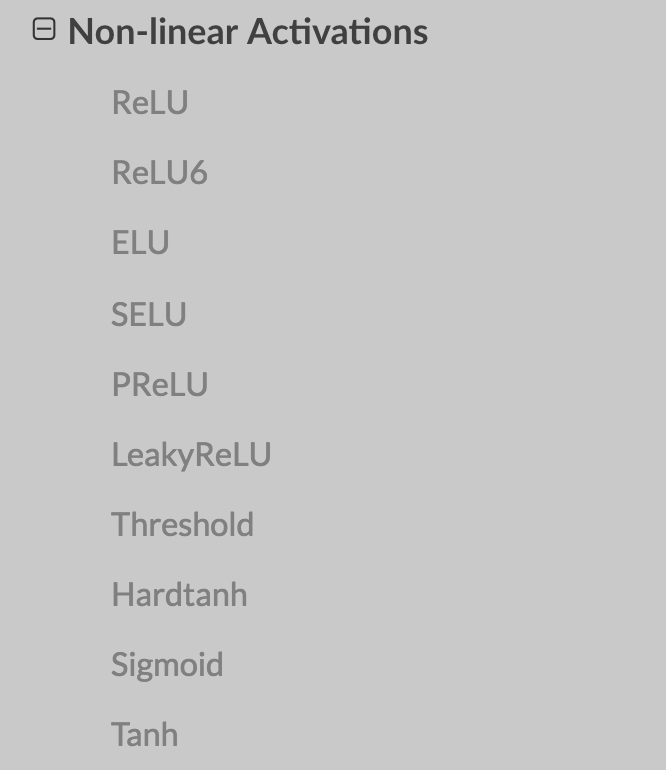 Non-linear Activations
ReLU
ReLU6
ELU
SELU
PReLU
LeakyReLU
Threshold
Hardtanh
Sigmoid
Tanh